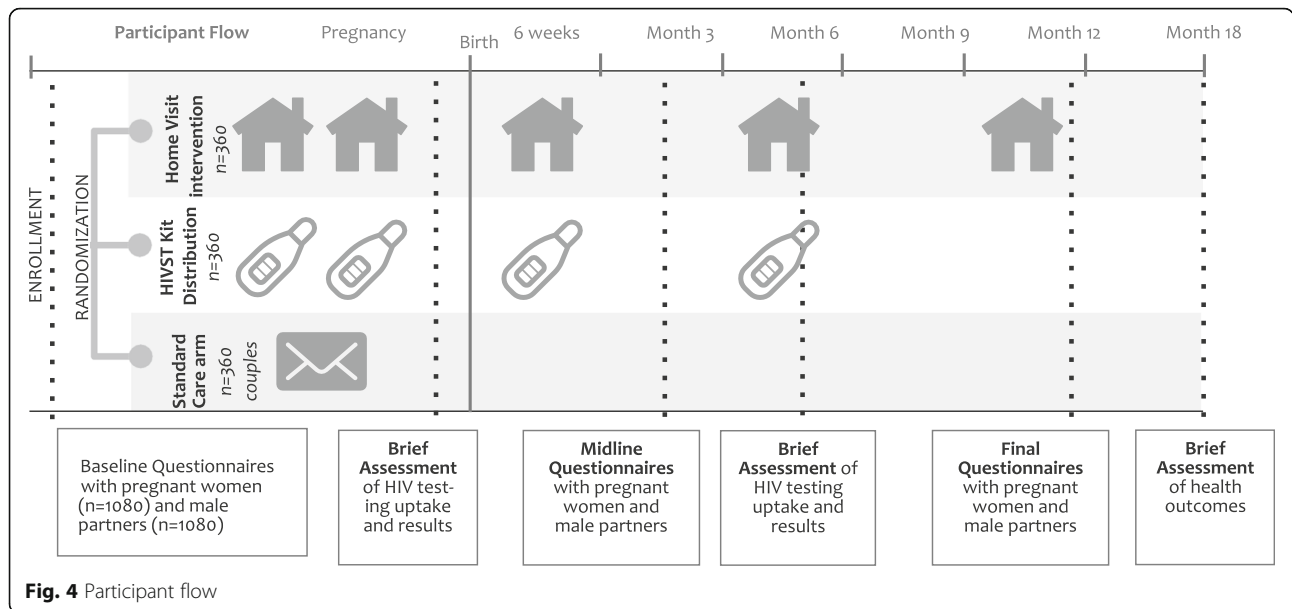 Participant Flow
Pregnancy
Birth
6 weeks
Month 3
Month 6
Month 9
Month 12
Month 18
ENROLLMENT
RANDOMIZATION
Home Visit
intervention
n=360
HIVST Kit
Distribution
n=360
Standard
Care arm
n=360
couples
Baseline Questionnaires
with pregnant women
(n=1080) and male
partners (n=1080)
Brief
Assessment
of HIV test-
ing uptake
and results
Midline
Questionnaires
with pregnant
women and
male partners
Brief
Assessment of
HIV testing
uptake and
results
Final
Questionnaires
with pregnant
women and
male partners
Brief
Assessment
of health
outcomes
Fig. 4 Participant flow